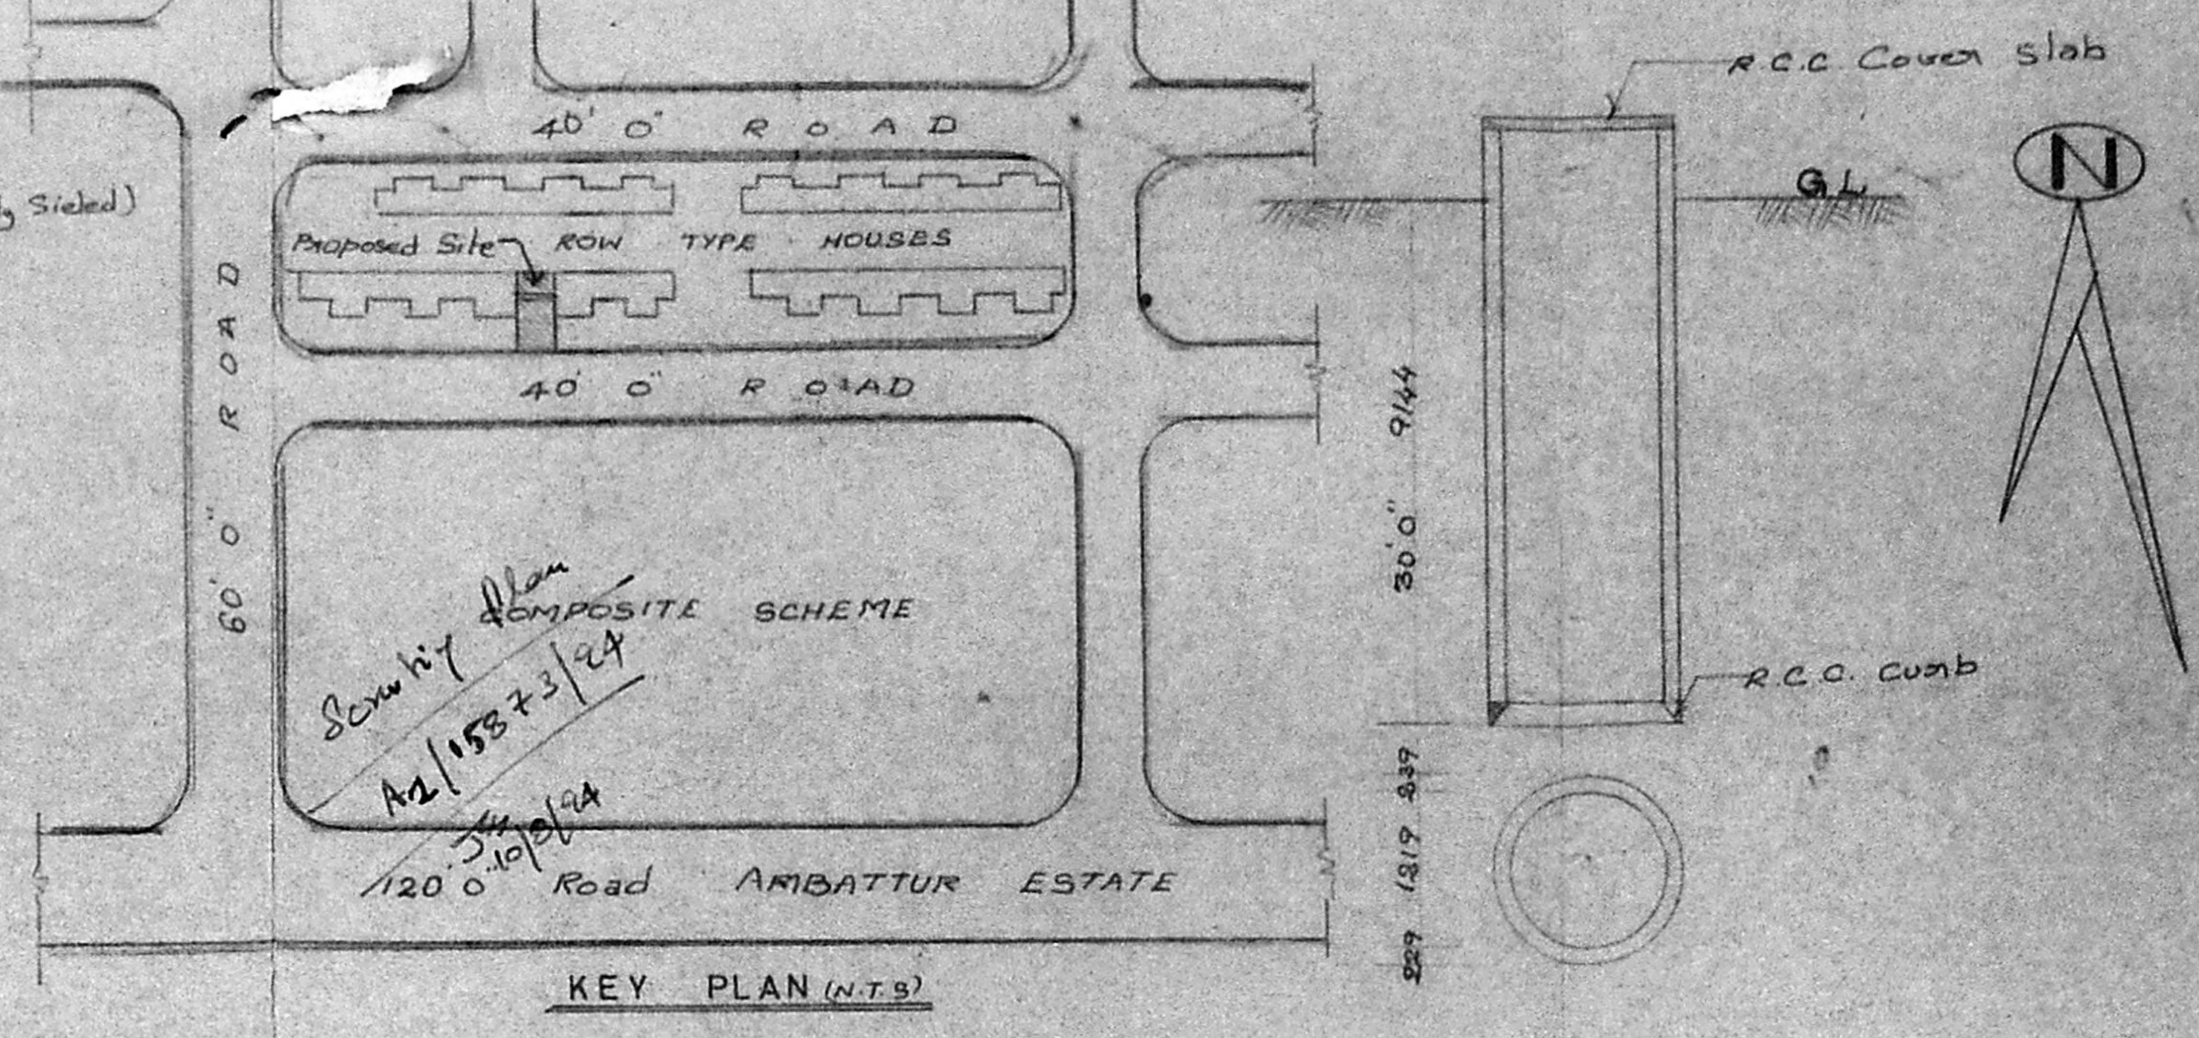 R.C.C. Cover slab
40' 0" ROAD
N
G.L
Sieled)
Proposed Site
ROW TYPE HOUSES
60' 0" ROAD
40' 0" ROAD
30' 0" 9144
Scrutiny Plan
COMPOSITE SCHEME
A2/15873/94
R.C.C. curb
10/8/94
120' 0" Road AMBATTUR ESTATE
229 1219 229
KEY PLAN (N.T.S)